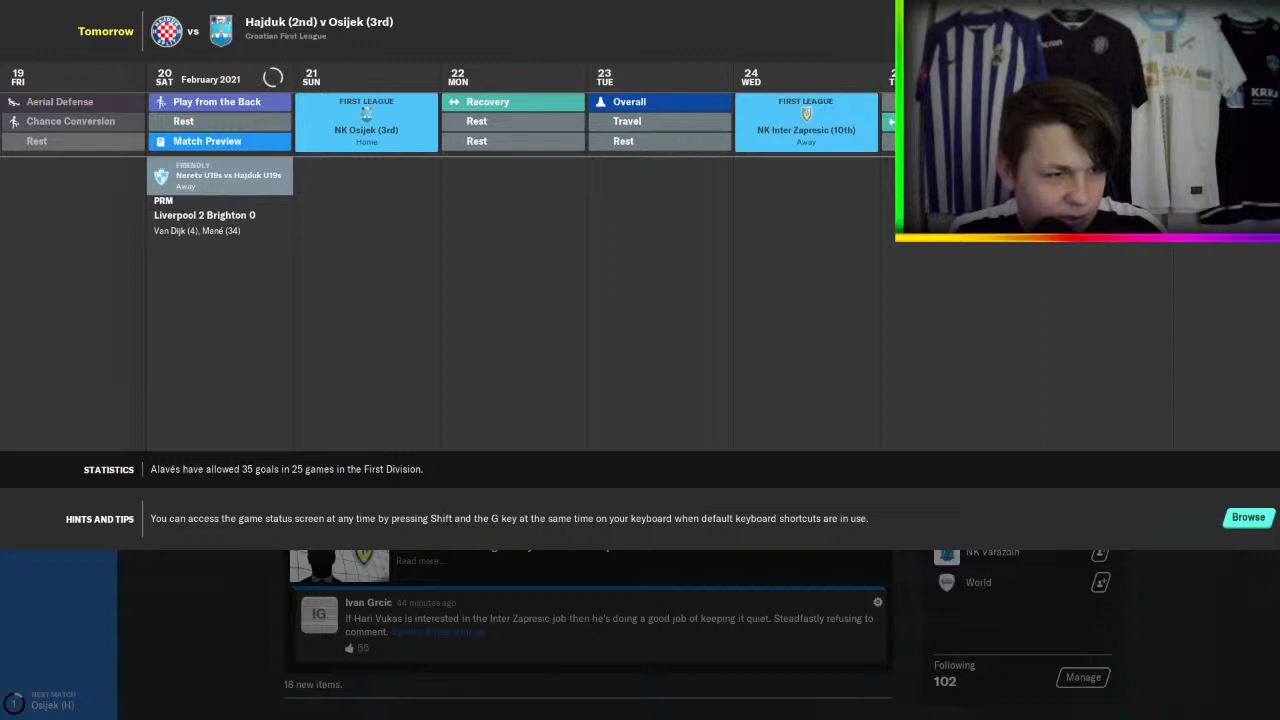 Tomorrow
vs
Hajduk (2nd) v Osijek (3rd)
Croatian First League
19
FRI
20
SAT February 2021
21
SUN
22
MON
23
TUE
24
WED
Aerial Defense
Play from the Back
FIRST LEAGUE
Recovery
Overall
FIRST LEAGUE
Chance Conversion
Rest
NK Osijek (3rd)
Rest
Travel
NK Inter Zapresic (10th)
Rest
Match Preview
Home
Rest
Rest
Away
FRIENDLY
Neretv U19s vs Hajduk U19s
Away
PRM
Liverpool 2 Brighton 0
Van Dijk (4), Mané (34)
STATISTICS
Alavés have allowed 35 goals in 25 games in the First Division.
HINTS AND TIPS
You can access the game status screen at any time by pressing Shift and the G key at the same time on your keyboard when default keyboard shortcuts are in use.
Browse
Read more...
NK Varazdin
World
IG
Ivan Grcic 44 minutes ago
If Hari Vukas is interested in the Inter Zapresic job then he's doing a good job of keeping it quiet. Steadfastly refusing to
comment.
55
18 new items.
Following
102
Manage
1
NEXT MATCH
Osijek (H)
SAVA
KRKA